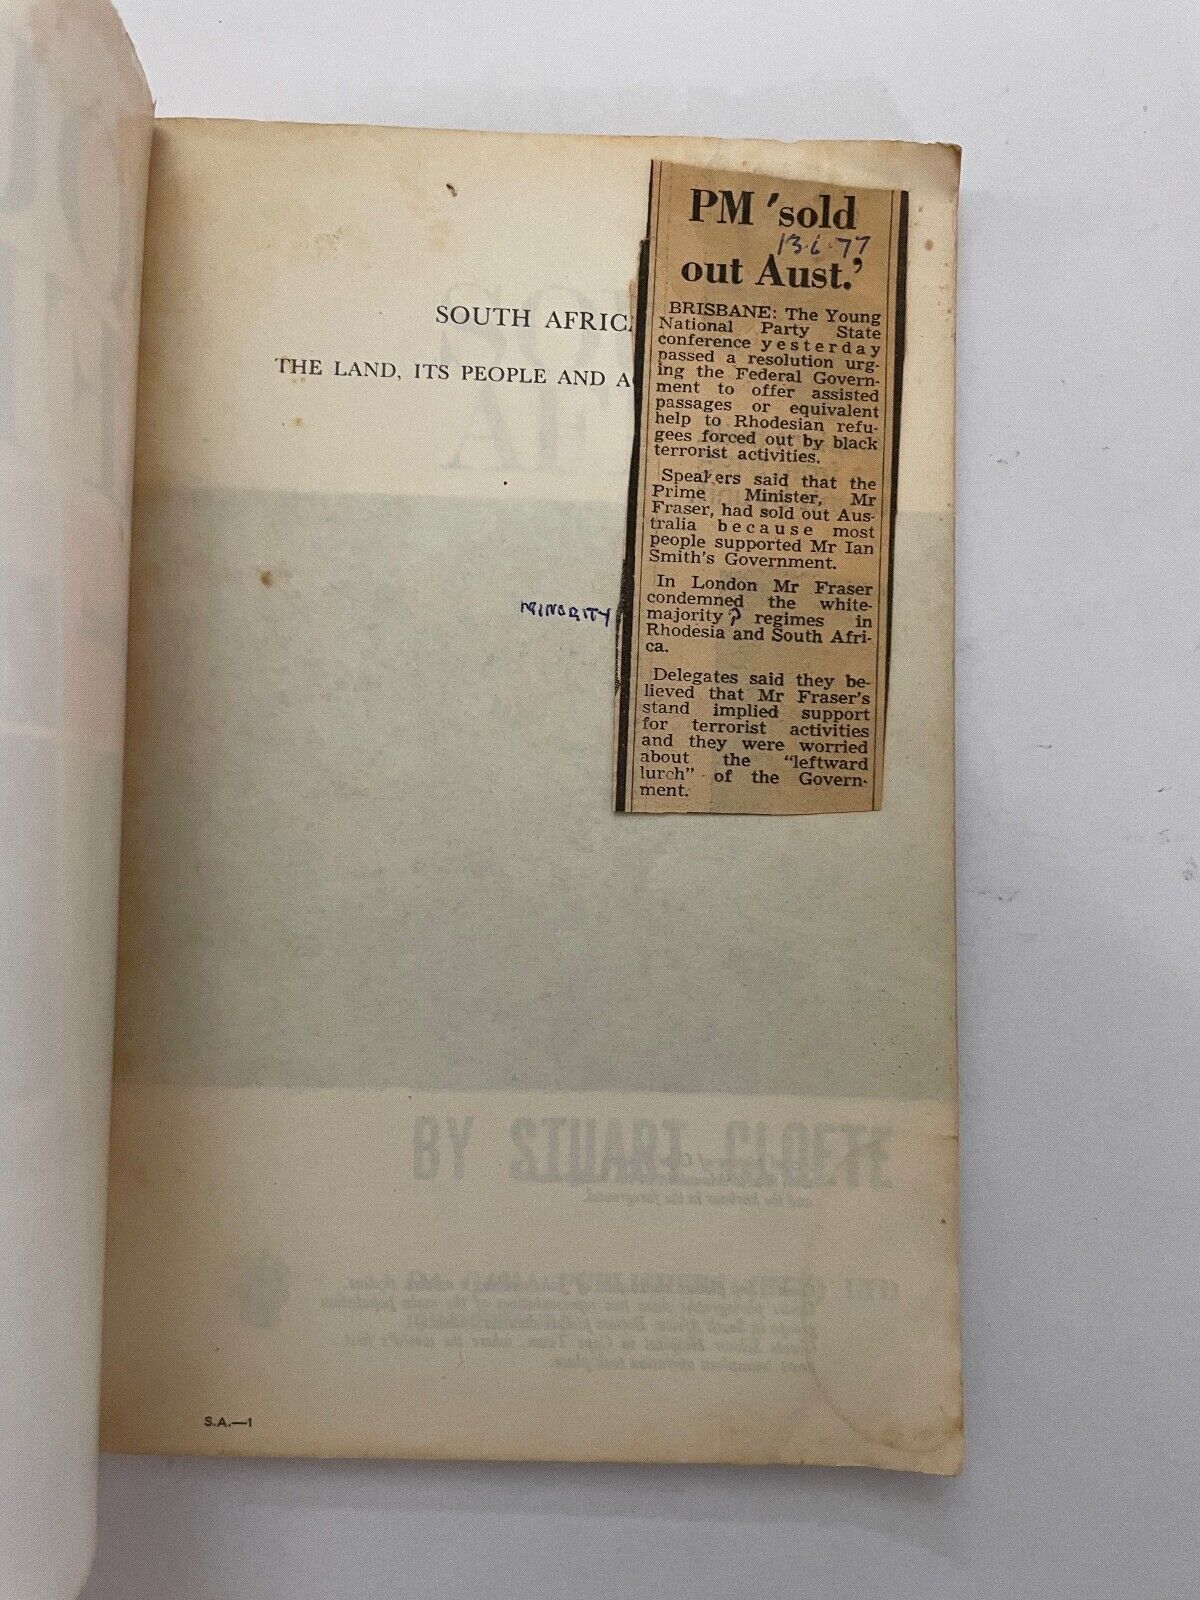 SOUTH AFRICA
THE LAND, ITS PEOPLE AND
PM 'sold
13.6.77
out Aust.'
BRISBANE: The Young
National Party State
conference yesterday
passed a resolution urg-
ing the Federal Govern-
ment to offer assisted
passages or equivalent
help to Rhodesian refu-
gees forced out by black
terrorist activities.
Speakers said that the
Prime Minister, Mr
Fraser, had sold out Aus-
tralia because most
people supported Mr Ian
Smith's Government.
In London Mr Fraser
condemned the white-
MINORITY
majority ? regimes in
Rhodesia and South Afri-
ca.
Delegates said they be-
lieved that Mr Fraser's
stand implied support
for terrorist activities
and they were worried
about the "leftward
lurch" of the Govern-
ment.
BY STUART CLOETE
and the harbour in the foreground.
S.A.—1